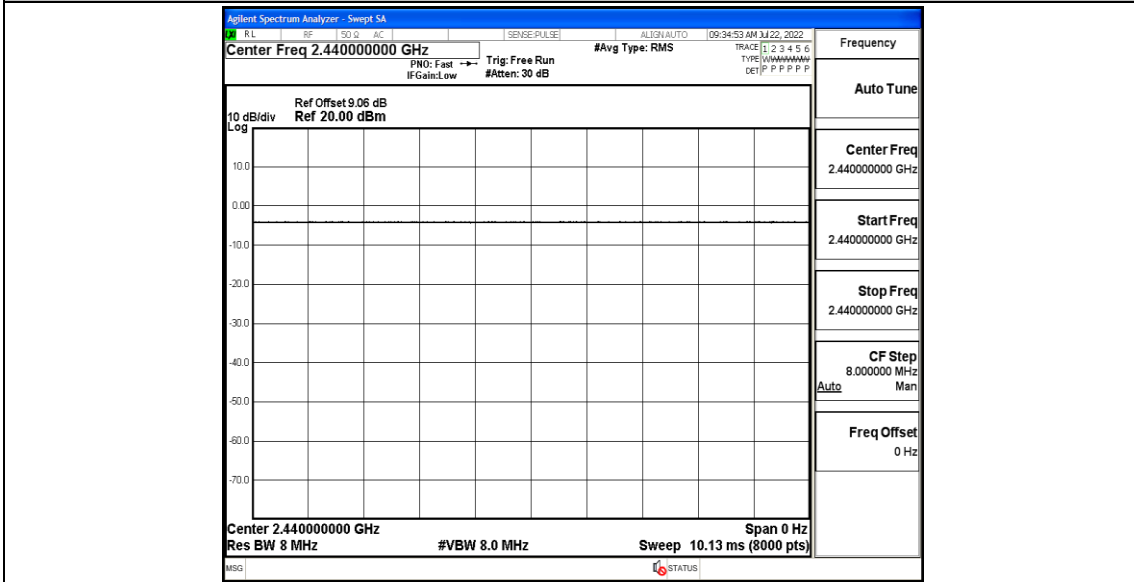 Agilent Spectrum Analyzer - Swept SA
LXI RL RF 50 Ω AC SENSE:PULSE ALIGN AUTO 09:34:53 AM Jul 22, 2022
Center Freq 2.440000000 GHz
#Avg Type: RMS
TRACE 1 2 3 4 5 6
TYPE WWWWWW
DET P P P P P P
PNO: Fast
IFGain:Low
Trig: Free Run
#Atten: 30 dB
Ref Offset 9.06 dB
10 dB/div Ref 20.00 dBm
Log
10.0
0.00
-10.0
-20.0
-30.0
-40.0
-50.0
-60.0
-70.0
Center 2.440000000 GHz Span 0 Hz
Res BW 8 MHz #VBW 8.0 MHz Sweep 10.13 ms (8000 pts)
MSG STATUS
Frequency
Auto Tune
Center Freq
2.440000000 GHz
Start Freq
2.440000000 GHz
Stop Freq
2.440000000 GHz
CF Step
8.000000 MHz
Auto Man
Freq Offset
0 Hz